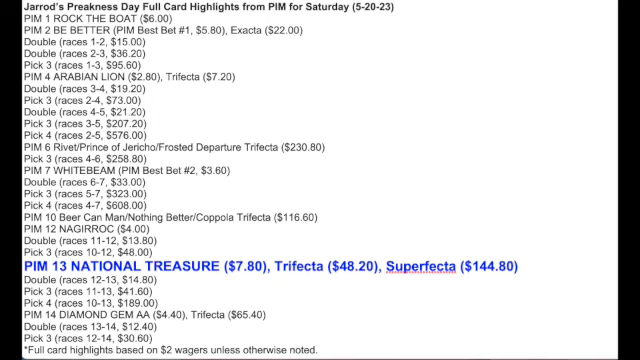 Jarrod's Preakness Day Full Card Highlights from PIM for Saturday (5-20-23)
PIM 1 ROCK THE BOAT ($6.00)
PIM 2 BE BETTER (PIM Best Bet #1, $5.80), Exacta ($22.00)
Double (races 1-2, $15.00)
Double (races 2-3, $36.20)
Pick 3 (races 1-3, $95.60)
PIM 4 ARABIAN LION ($2.80), Trifecta ($7.20)
Double (races 3-4, $19.20)
Pick 3 (races 2-4, $73.00)
Double (races 4-5, $21.20)
Pick 3 (races 3-5, $207.20)
Pick 4 (races 2-5, $576.00)
PIM 6 Rivet/Prince of Jericho/Frosted Departure Trifecta ($230.80)
Pick 3 (races 4-6, $258.80)
PIM 7 WHITEBEAM (PIM Best Bet #2, $3.60)
Double (races 6-7, $33.00)
Pick 3 (races 5-7, $323.00)
Pick 4 (races 4-7, $608.00)
PIM 10 Beer Can Man/Nothing Better/Coppola Trifecta ($116.60)
PIM 12 NAGIRROC ($4.00)
Double (races 11-12, $13.80)
Pick 3 (races 10-12, $48.00)
PIM 13 NATIONAL TREASURE ($7.80), Trifecta ($48.20), Superfecta ($144.80)
Double (races 12-13, $14.80)
Pick 3 (races 11-13, $41.60)
Pick 4 (races 10-13, $189.00)
PIM 14 DIAMOND GEM AA ($4.40), Trifecta ($65.40)
Double (races 13-14, $12.40)
Pick 3 (races 12-14, $30.60)
*Full card highlights based on $2 wagers unless otherwise noted.